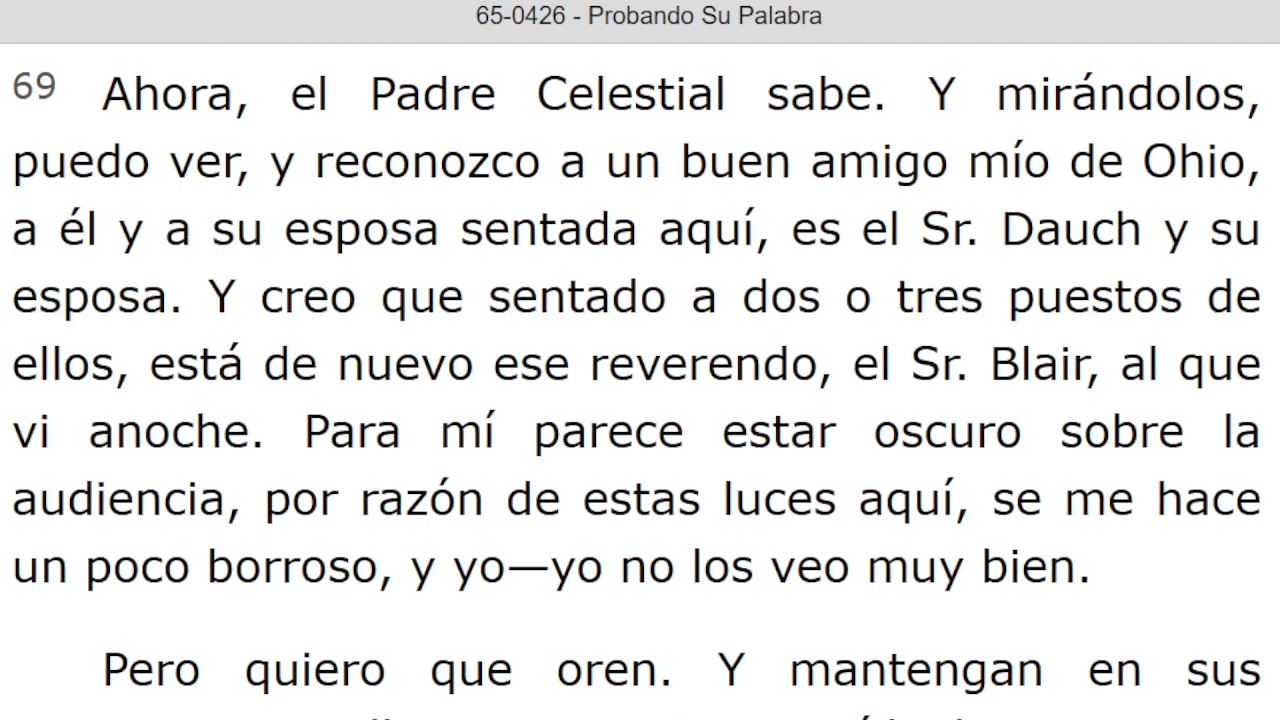 65-0426 - Probando Su Palabra
69 Ahora, el Padre Celestial sabe. Y mirándolos,
puedo ver, y reconozco a un buen amigo mío de Ohio,
a él y a su esposa sentada aquí, es el Sr. Dauch y su
esposa. Y creo que sentado a dos o tres puestos de
ellos, está de nuevo ese reverendo, el Sr. Blair, al que
vi anoche. Para mí parece estar oscuro sobre la
audiencia, por razón de estas luces aquí, se me hace
un poco borroso, y yo—yo no los veo muy bien.
Pero quiero que oren. Y mantengan en sus